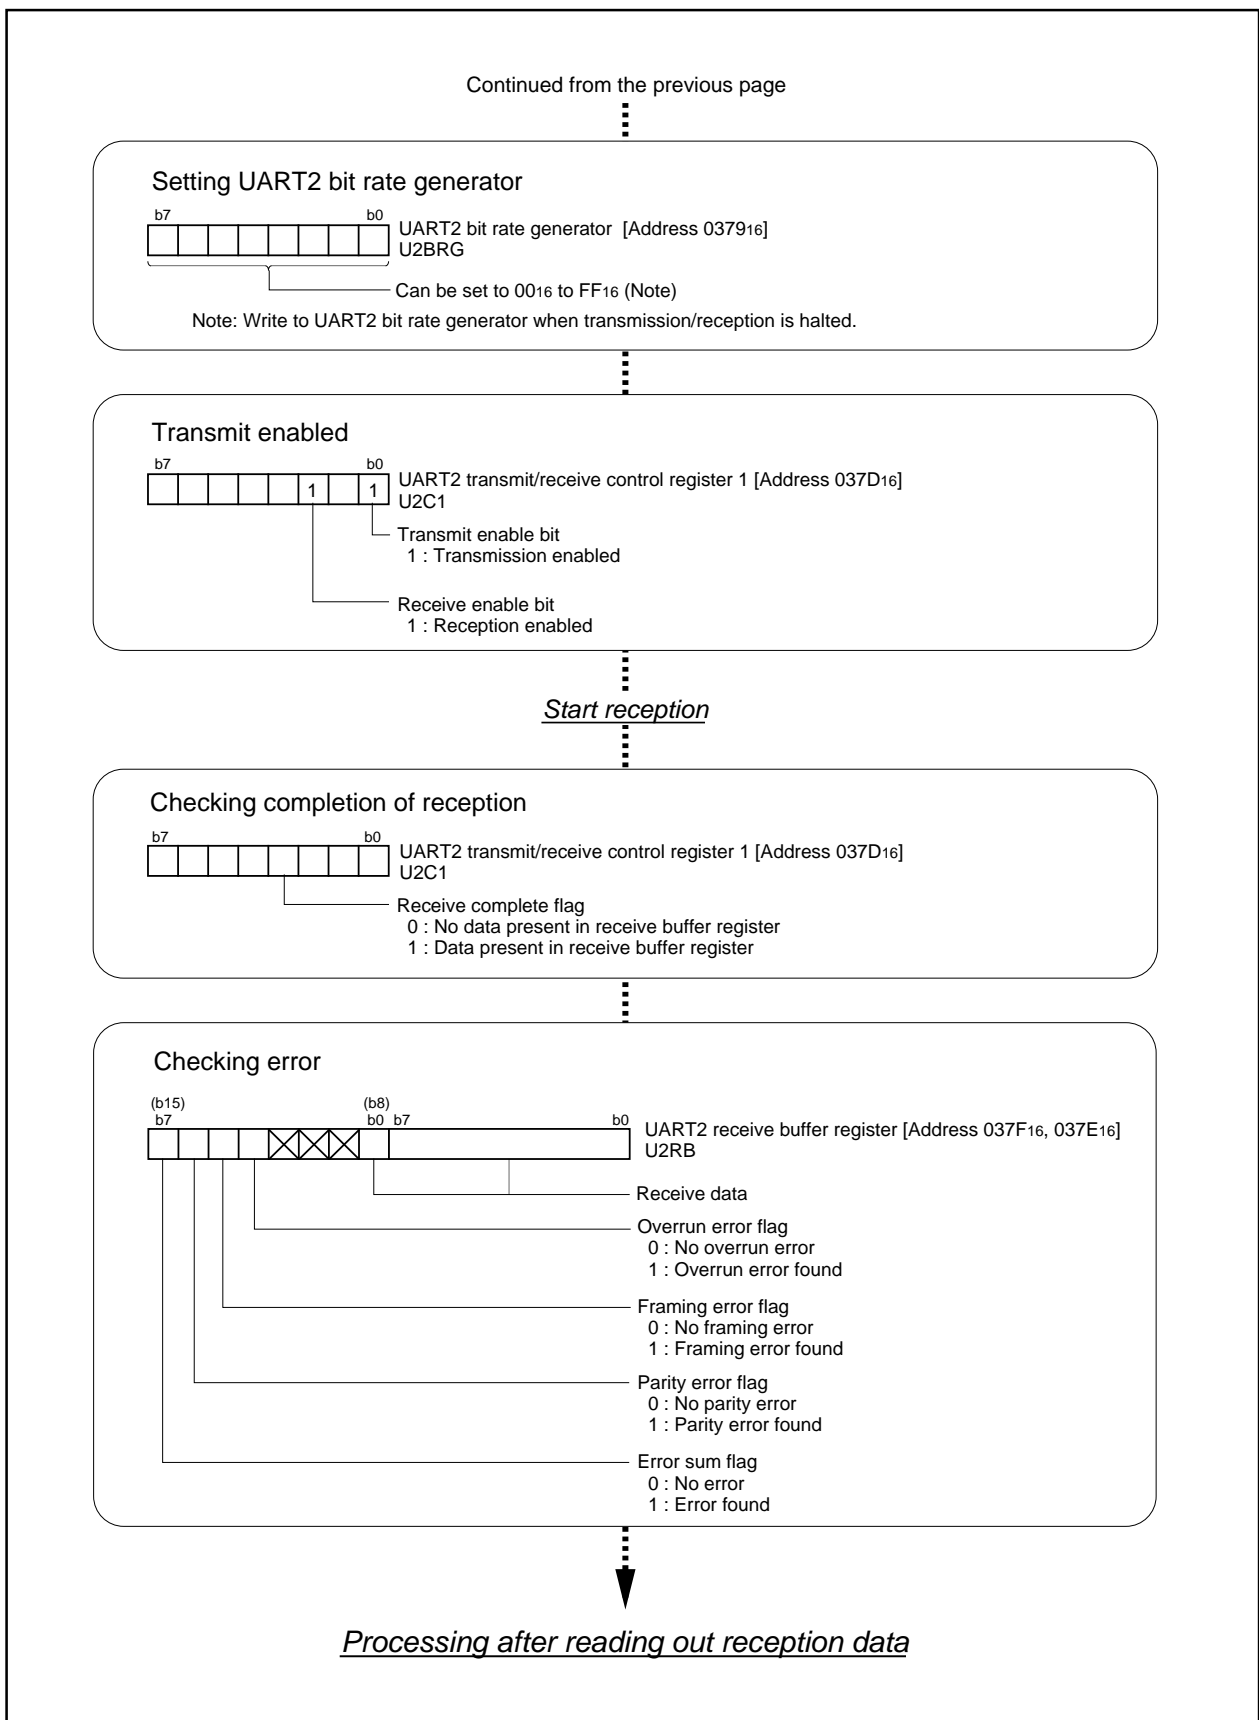 Continued from the previous page
Setting UART2 bit rate generator
b7 b0
UART2 bit rate generator [Address 037916]
U2BRG
Can be set to 0016 to FF16 (Note)
Note: Write to UART2 bit rate generator when transmission/reception is halted.
Transmit enabled
b7 b0
1 1
UART2 transmit/receive control register 1 [Address 037D16]
U2C1
Transmit enable bit
1 : Transmission enabled
Receive enable bit
1 : Reception enabled
Start reception
Checking completion of reception
b7 b0
UART2 transmit/receive control register 1 [Address 037D16]
U2C1
Receive complete flag
0 : No data present in receive buffer register
1 : Data present in receive buffer register
Checking error
(b15) (b8)
b7 b0 b7 b0
UART2 receive buffer register [Address 037F16, 037E16]
U2RB
Receive data
Overrun error flag
0 : No overrun error
1 : Overrun error found
Framing error flag
0 : No framing error
1 : Framing error found
Parity error flag
0 : No parity error
1 : Parity error found
Error sum flag
0 : No error
1 : Error found
Processing after reading out reception data